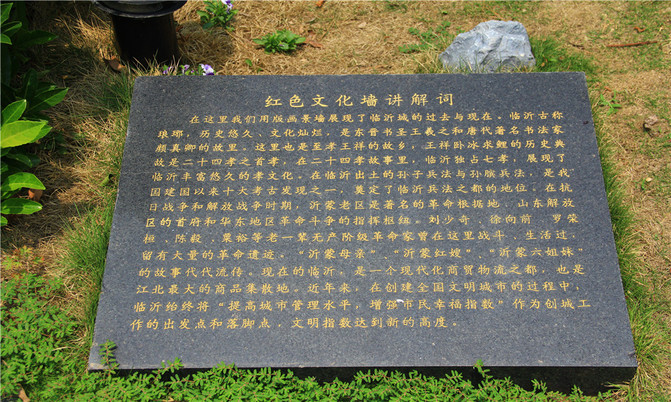 红色文化墙讲解词
在这里我们用版画景墙展现了临沂城的过去与现在。临沂古称
琅琊，历史悠久、文化灿烂，是东晋书圣王羲之和唐代著名书法家
颜真卿的故里。这里也是至孝王祥的故乡，王祥卧冰求鲤的历史典
故是二十四孝之首孝，在二十四孝故事里，临沂独占七孝，展现了
临沂丰富悠久的孝文化。在临沂出土的孙子兵法与孙膑兵法，是我
国建国以来十大考古发现之一，奠定了临沂兵法之都的地位。在抗
日战争和解放战争时期，沂蒙老区是著名的革命根据地、山东解放
区的首府和华东地区革命斗争的指挥枢纽。刘少奇、徐向前、罗荣
桓、陈毅、粟裕等老一辈无产阶级革命家曾在这里战斗、生活过，
留有大量的革命遗迹。“沂蒙母亲”、“沂蒙红嫂”、“沂蒙六姐妹”
的故事代代流传。现在的临沂，是一个现代化商贸物流之都，也是
江北最大的商品集散地。近年来，在创建全国文明城市的过程中，
临沂始终将“提高城市管理水平，增强市民幸福指数”作为创城工
作的出发点和落脚点，文明指数达到新的高度。